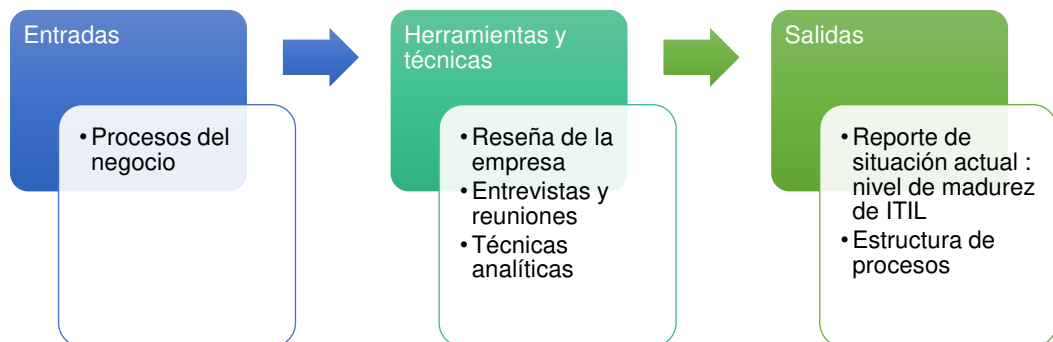 Entradas
• Procesos del
negocio
Herramientas y
técnicas
• Reseña de la
empresa
• Entrevistas y
reuniones
• Técnicas
analíticas
Salidas
• Reporte de
situación actual :
nivel de madurez
de ITIL
• Estructura de
procesos